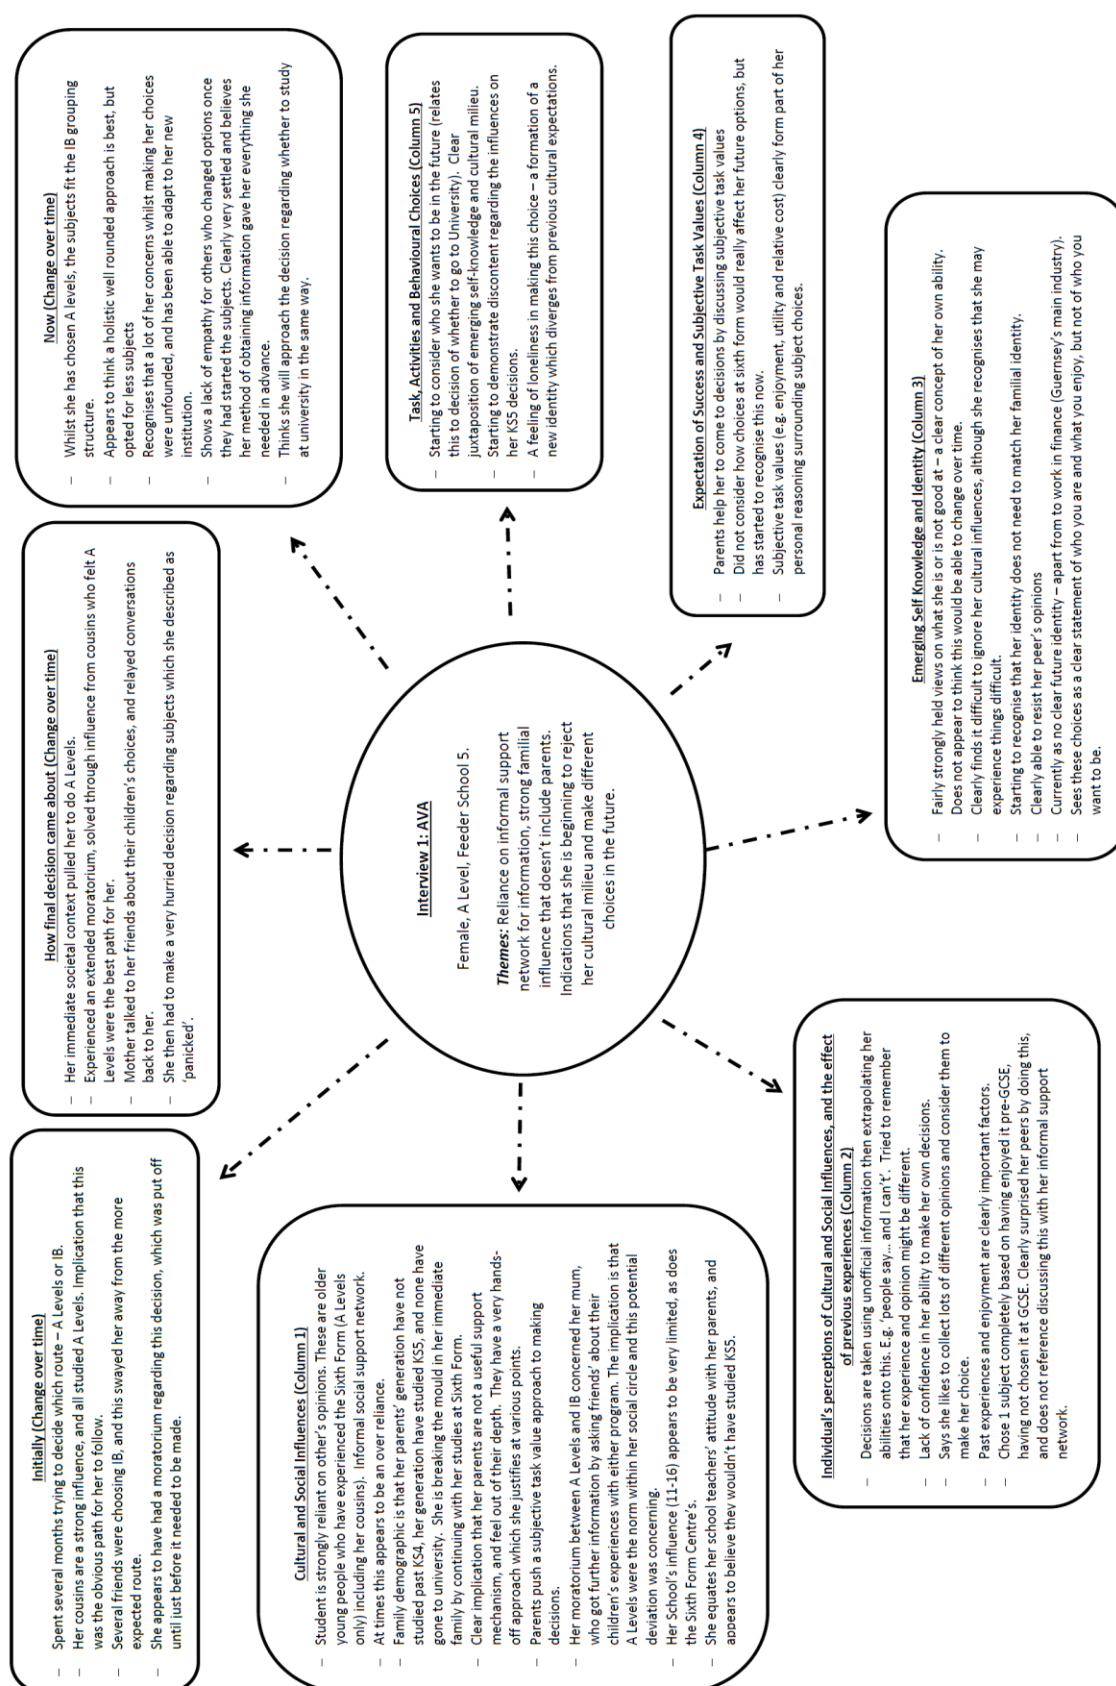 Initially (Change over time)
– Spent several months trying to decide which route – A Levels or IB.
– Her cousins are a strong influence, and all studied A Levels. Implication that this
was the obvious path for her to follow.
– Several friends were choosing IB, and this swayed her away from the more
expected route.
– She appears to have had a moratorium regarding this decision, which was put off
until just before it needed to be made.
How final decision came about (Change over time)
– Her immediate societal context pulled her to do A Levels.
– Experienced an extended moratorium, solved through influence from cousins who felt A
Levels were the best path for her.
– Mother talked to her friends about their children's choices, and relayed conversations
back to her.
– She then had to make a very hurried decision regarding subjects which she described as
'panicked'.
Now (Change over time)
– Whilst she has chosen A levels, the subjects fit the IB grouping
structure.
– Appears to think a holistic well rounded approach is best, but
opted for less subjects
– Recognises that a lot of her concerns whilst making her choices
were unfounded, and has been able to adapt to her new
institution.
– Shows a lack of empathy for others who changed options once
they had started the subjects. Clearly very settled and believes
her method of obtaining information gave her everything she
needed in advance.
– Thinks she will approach the decision regarding whether to study
at university in the same way.
Cultural and Social Influences (Column 1)
– Student is strongly reliant on other's opinions. These are older
young people who have experienced the Sixth Form (A Levels
only) including her cousins). Informal social support network.
– At times this appears to be an over reliance.
– Family demographic is that her parents' generation have not
studied past KS4, her generation have studied KS5, and none have
gone to university. She is breaking the mould in her immediate
family by continuing with her studies at Sixth Form.
– Clear implication that her parents are not a useful support
mechanism, and feel out of their depth. They have a very hands-
off approach which she justifies at various points.
– Parents push a subjective task value approach to making
decisions.
– Her moratorium between A Levels and IB concerned her mum,
who got further information by asking friends' about their
children's experiences with either program. The implication is that
A Levels were the norm within her social circle and this potential
deviation was concerning.
– Her School's influence (11-16) appears to be very limited, as does
the Sixth Form Centre's.
– She equates her school teachers' attitude with her parents, and
appears to believe they wouldn't have studied KS5.
Interview 1: AVA
Female, A Level, Feeder School 5.
Themes: Reliance on informal support
network for information, strong familial
influence that doesn't include parents.
Indications that she is beginning to reject
her cultural milieu and make different
choices in the future.
Task, Activities and Behavioural Choices (Column 5)
– Starting to consider who she wants to be in the future (relates
this to decision of whether to go to University). Clear
juxtaposition of emerging self-knowledge and cultural milieu.
– Starting to demonstrate discontent regarding the influences on
her KS5 decisions.
– A feeling of loneliness in making this choice – a formation of a
new identity which diverges from previous cultural expectations.
Individual's perceptions of Cultural and Social Influences, and the effect
of previous experiences (Column 2)
– Decisions are taken using unofficial information then extrapolating her
abilities onto this. E.g. 'people say... and I can't'. Tried to remember
that her experience and opinion might be different.
– Lack of confidence in her ability to make her own decisions.
– Says she likes to collect lots of different opinions and consider them to
make her choice.
– Past experiences and enjoyment are clearly important factors.
– Chose 1 subject completely based on having enjoyed it pre-GCSE,
having not chosen it at GCSE. Clearly surprised her peers by doing this,
and does not reference discussing this with her informal support
network.
Emerging Self Knowledge and Identity (Column 3)
– Fairly strongly held views on what she is or is not good at – a clear concept of her own ability.
Does not appear to think this would be able to change over time.
– Clearly finds it difficult to ignore her cultural influences, although she recognises that she may
experience things difficult.
– Starting to recognise that her identity does not need to match her familial identity.
– Clearly able to resist her peer's opinions
– Currently as no clear future identity – apart from to work in finance (Guernsey's main industry).
– Sees these choices as a clear statement of who you are and what you enjoy, but not of who you
want to be.
Expectation of Success and Subjective Task Values (Column 4)
– Parents help her to come to decisions by discussing subjective task values
– Did not consider how choices at sixth form would really affect her future options, but
has started to recognise this now.
– Subjective task values (e.g. enjoyment, utility and relative cost) clearly form part of her
personal reasoning surrounding subject choices.